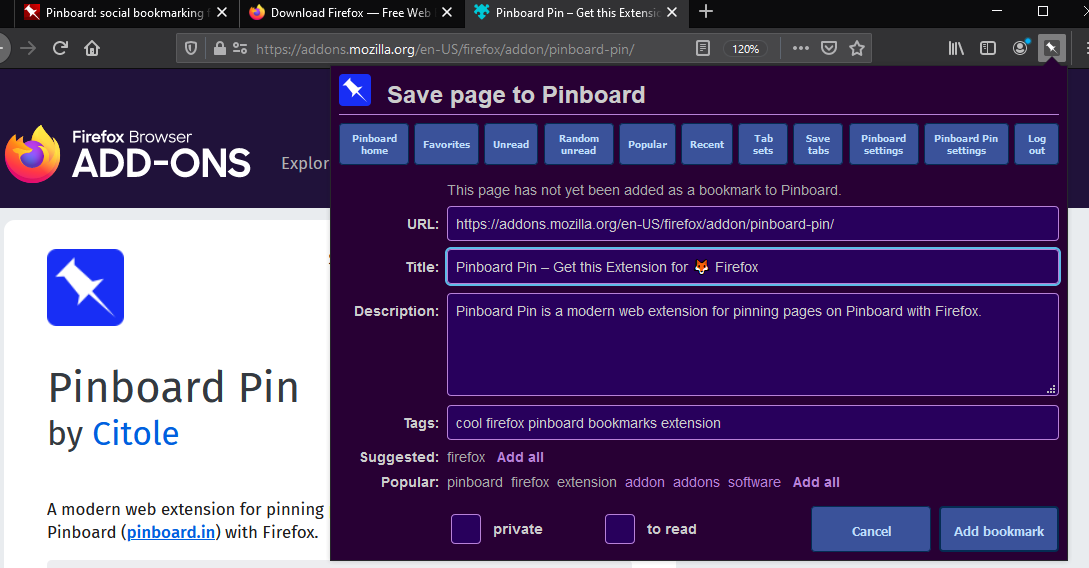 Pinboard: social bookmarking
Download Firefox — Free Web
Pinboard Pin – Get this Extensio
https://addons.mozilla.org/en-US/firefox/addon/pinboard-pin/
120%
Firefox Browser
ADD-ONS
Explor
Save page to Pinboard
Pinboard home
Favorites
Unread
Random unread
Popular
Recent
Tab sets
Save tabs
Pinboard settings
Pinboard Pin settings
Log out
This page has not yet been added as a bookmark to Pinboard.
URL: https://addons.mozilla.org/en-US/firefox/addon/pinboard-pin/
Title: Pinboard Pin – Get this Extension for 🦊 Firefox
Description: Pinboard Pin is a modern web extension for pinning pages on Pinboard with Firefox.
Tags: cool firefox pinboard bookmarks extension
Suggested: firefox Add all
Popular: pinboard firefox extension addon addons software Add all
private
to read
Cancel
Add bookmark
Pinboard Pin
by Citole
A modern web extension for pinning
Pinboard (pinboard.in) with Firefox.